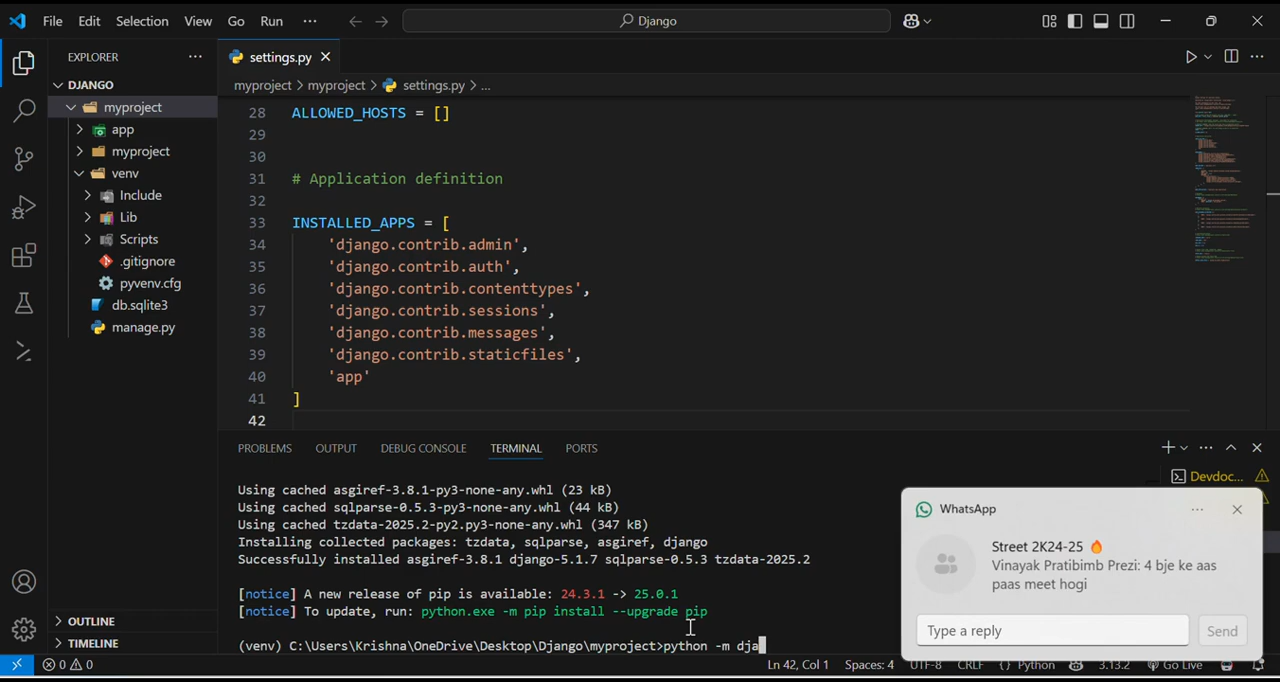 File Edit Selection View Go Run ··· Django
EXPLORER ···
DJANGO
myproject
app
myproject
venv
Include
Lib
Scripts
.gitignore
pyvenv.cfg
db.sqlite3
manage.py
OUTLINE
TIMELINE
settings.py
myproject > myproject > settings.py > ...
28 ALLOWED_HOSTS = []
29
30
31 # Application definition
32
33 INSTALLED_APPS = [
34 'django.contrib.admin',
35 'django.contrib.auth',
36 'django.contrib.contenttypes',
37 'django.contrib.sessions',
38 'django.contrib.messages',
39 'django.contrib.staticfiles',
40 'app'
41 ]
42
PROBLEMS OUTPUT DEBUG CONSOLE TERMINAL PORTS
Devdoc...
Using cached asgiref-3.8.1-py3-none-any.whl (23 kB)
Using cached sqlparse-0.5.3-py3-none-any.whl (44 kB)
Using cached tzdata-2025.2-py2.py3-none-any.whl (347 kB)
Installing collected packages: tzdata, sqlparse, asgiref, django
Successfully installed asgiref-3.8.1 django-5.1.7 sqlparse-0.5.3 tzdata-2025.2
[notice] A new release of pip is available: 24.3.1 -> 25.0.1
[notice] To update, run: python.exe -m pip install --upgrade pip
(venv) C:\Users\Krishna\OneDrive\Desktop\Django\myproject>python -m dja
WhatsApp
Street 2K24-25 🔥
Vinayak Pratibimb Prezi: 4 bje ke aas
paas meet hogi
Type a reply Send
0 0 Ln 42, Col 1 Spaces: 4 UTF-8 CRLF {} Python 3.13.2 Go Live